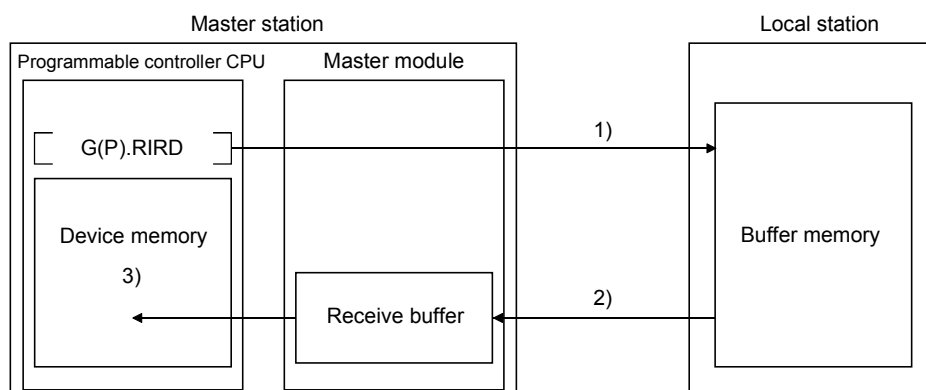 Master station
Local station
Programmable controller CPU
Master module
1)
G(P).RIRD
Device memory
Buffer memory
3)
2)
Receive buffer